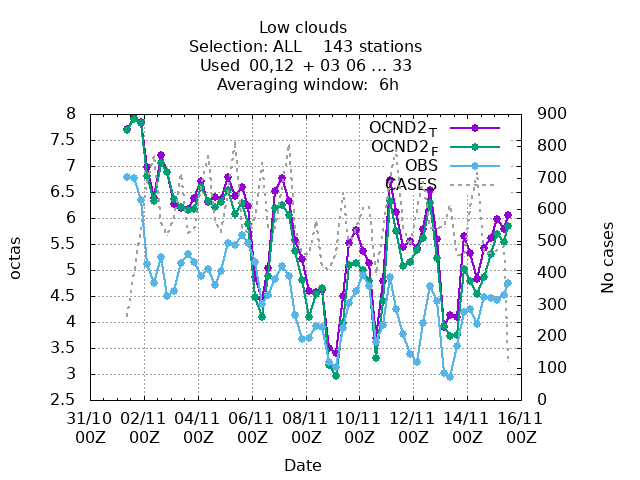 Low clouds
Selection: ALL 143 stations
Used 00,12 + 03 06 ... 33
Averaging window: 6h
8
7.5
7
6.5
6
5.5
5
4.5
4
3.5
3
2.5
octas
900
800
700
600
500
400
300
200
100
0
No cases
OCND2T
OCND2F
OBS
CASES
31/10 02/11 04/11 06/11 08/11 10/11 12/11 14/11 16/11
00Z 00Z 00Z 00Z 00Z 00Z 00Z 00Z 00Z
Date